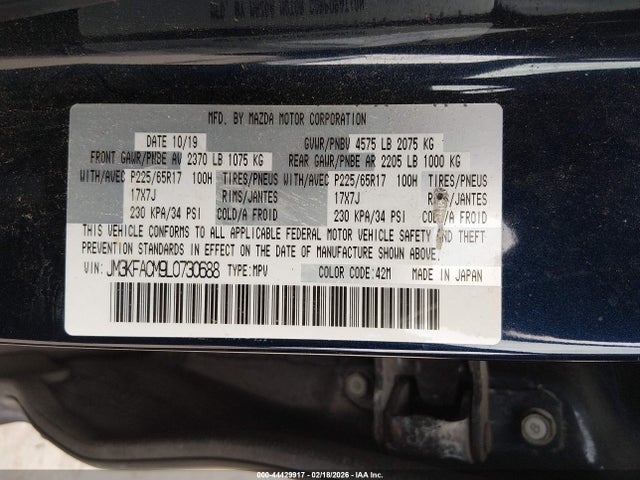 MFD. BY MAZDA MOTOR CORPORATION
DATE 10/19 GVWR/PNBV 4575 LB 2075 KG
FRONT GAWR/PNBE AV 2370 LB 1075 KG REAR GAWR/PNBE AR 2205 LB 1000 KG
WITH/AVEC P225/65R17 100H TIRES/PNEUS WITH/AVEC P225/65R17 100H TIRES/PNEUS
17X7J RIMS/JANTES 17X7J RIMS/JANTES
230 KPA/34 PSI COLD/A FROID 230 KPA/34 PSI COLD/A FROID
THIS VEHICLE CONFORMS TO ALL APPLICABLE FEDERAL MOTOR VEHICLE SAFETY AND THEFT
PREVENTION STANDARDS IN EFFECT ON THE DATE OF MANUFACTURE SHOWN ABOVE.
VIN: JM3KFACM9L0730688 TYPE: MPV COLOR CODE: 42M MADE IN JAPAN
000-44429917 - 02/18/2026 - IAA Inc.